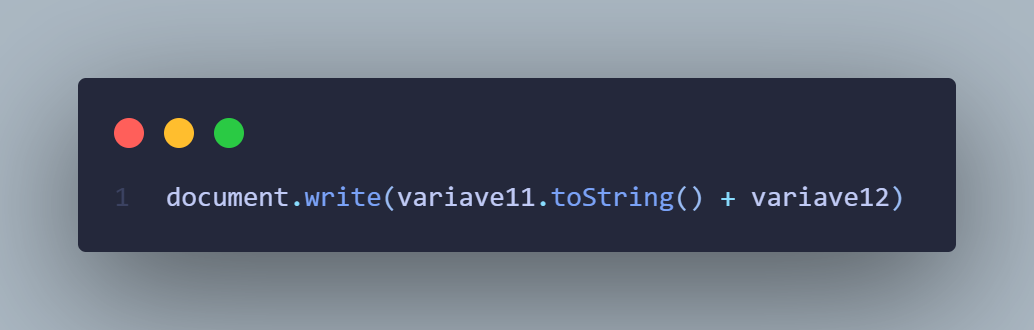 1 document.write(variave11.toString() + variave12)